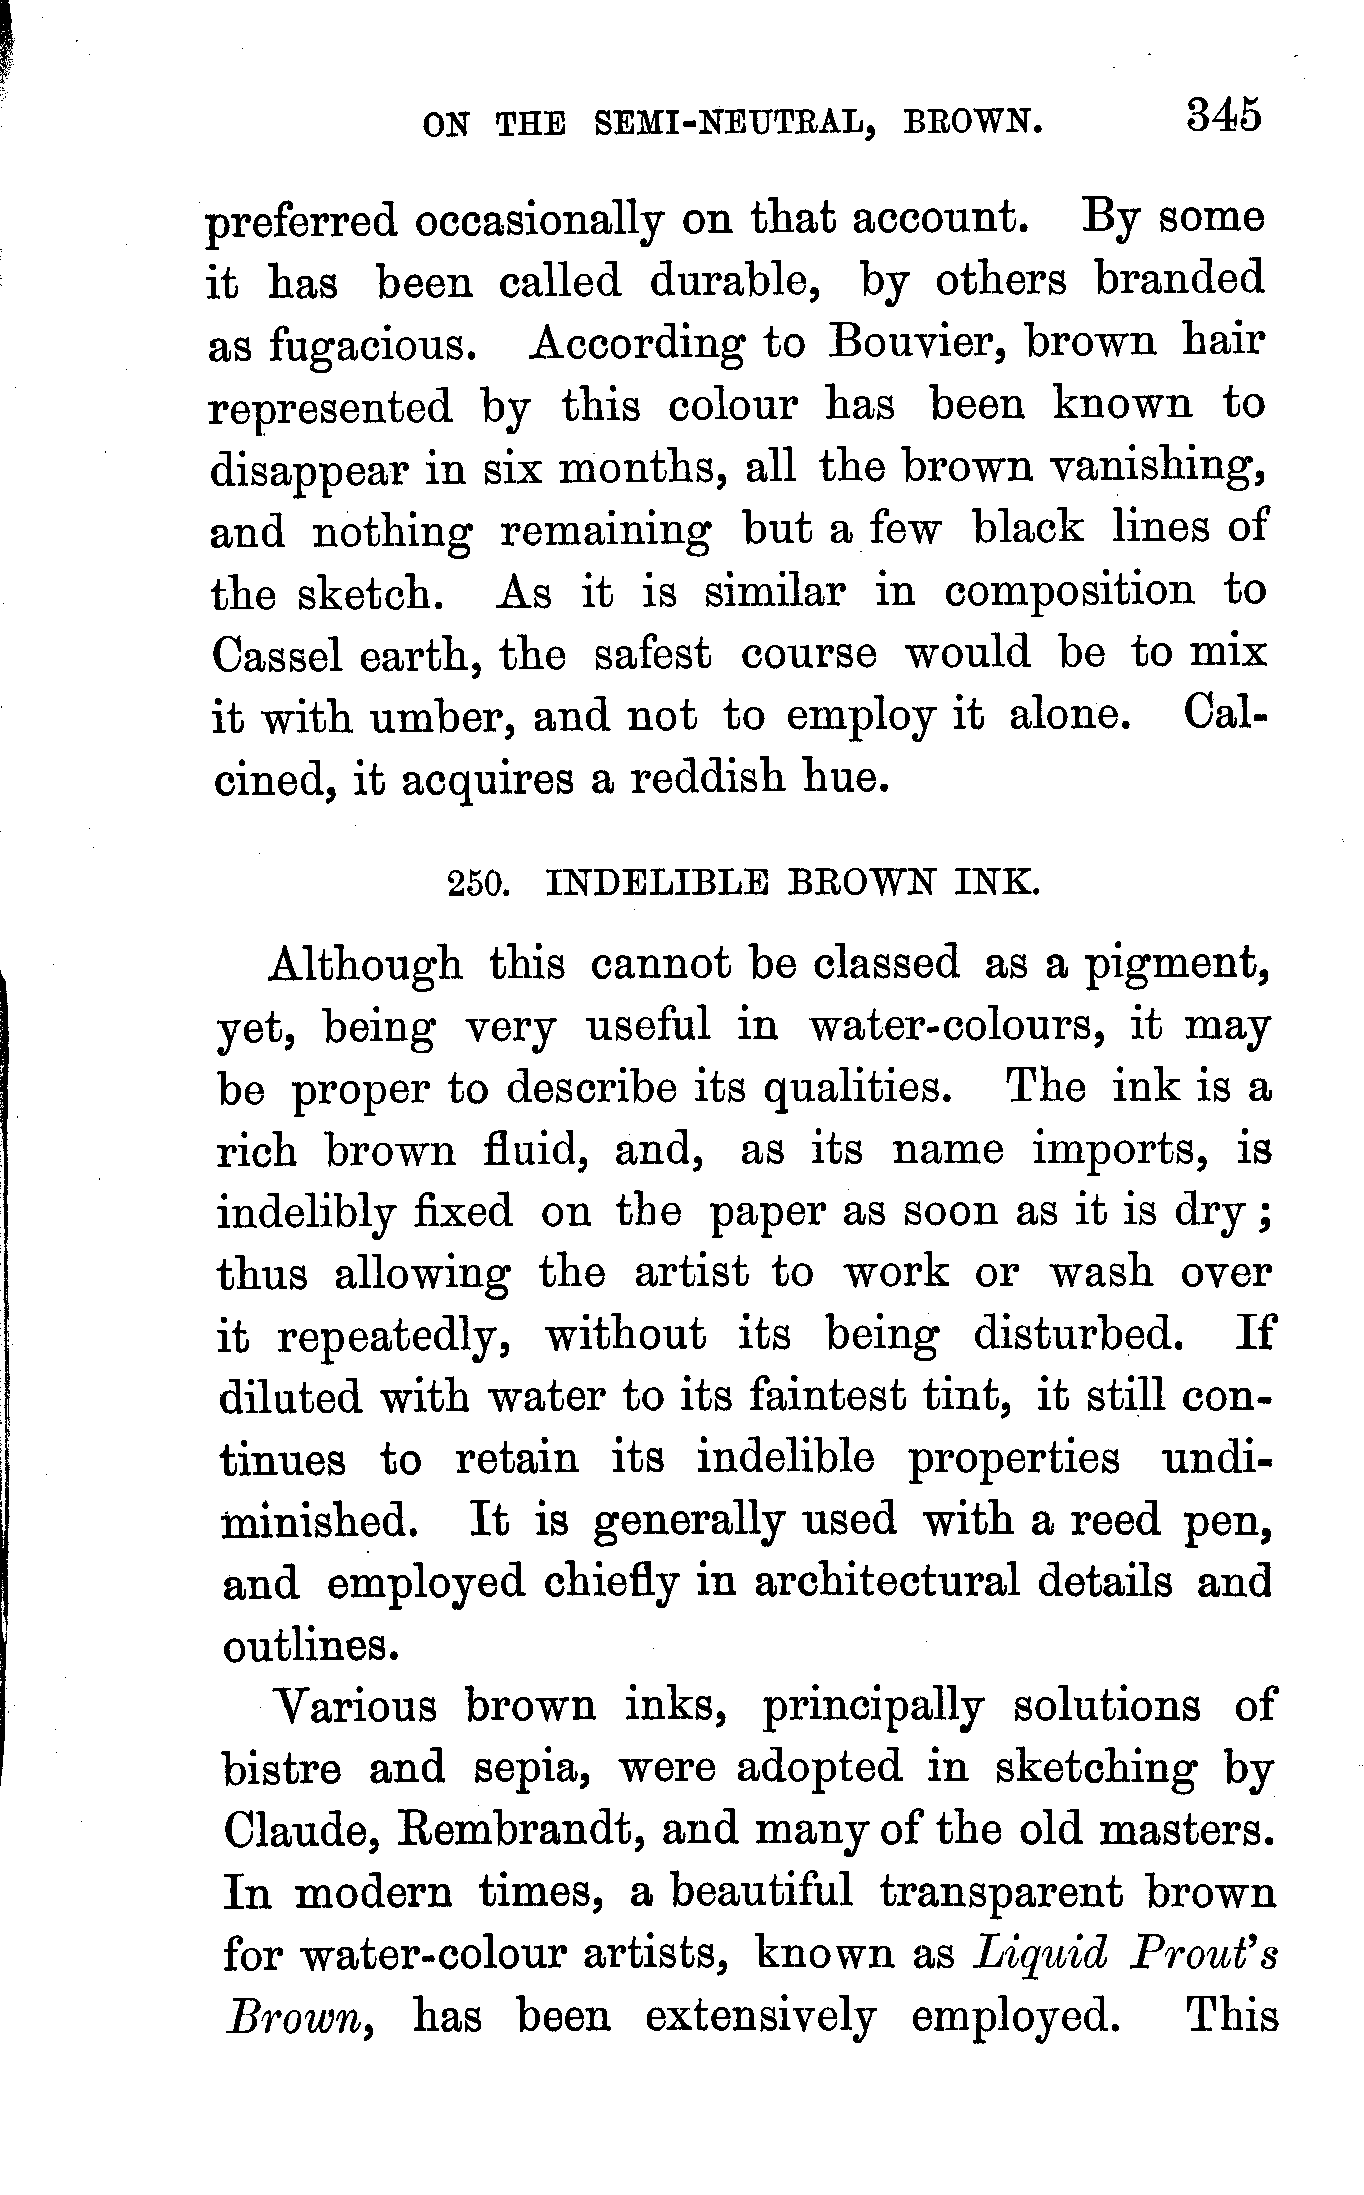 ON THE SEMI-NEUTRAL, BROWN. 345
preferred occasionally on that account. By some
it has been called durable, by others branded
as fugacious. According to Bouvier, brown hair
represented by this colour has been known to
disappear in six months, all the brown vanishing,
and nothing remaining but a few black lines of
the sketch. As it is similar in composition to
Cassel earth, the safest course would be to mix
it with umber, and not to employ it alone. Cal-
cined, it acquires a reddish hue.
250. INDELIBLE BROWN INK.
Although this cannot be classed as a pigment,
yet, being very useful in water-colours, it may
be proper to describe its qualities. The ink is a
rich brown fluid, and, as its name imports, is
indelibly fixed on the paper as soon as it is dry ;
thus allowing the artist to work or wash over
it repeatedly, without its being disturbed. If
diluted with water to its faintest tint, it still con-
tinues to retain its indelible properties undi-
minished. It is generally used with a reed pen,
and employed chiefly in architectural details and
outlines.
Various brown inks, principally solutions of
bistre and sepia, were adopted in sketching by
Claude, Rembrandt, and many of the old masters.
In modern times, a beautiful transparent brown
for water-colour artists, known as Liquid Prout's
Brown, has been extensively employed. This